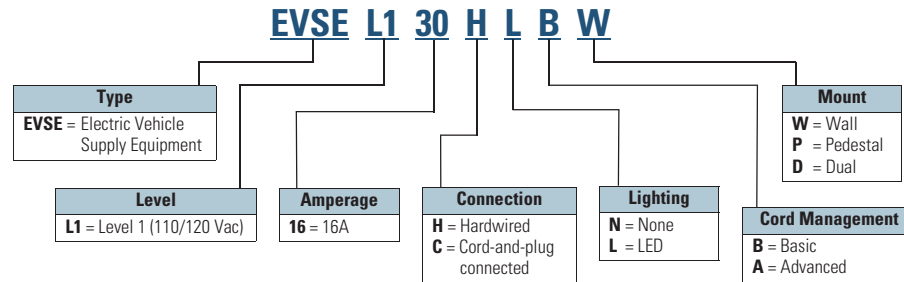 EVSE L1 30 H L B W
Type
EVSE = Electric Vehicle
Supply Equipment
Mount
W = Wall
P = Pedestal
D = Dual
Level
L1 = Level 1 (110/120 Vac)
Amperage
16 = 16A
Connection
H = Hardwired
C = Cord-and-plug
connected
Lighting
N = None
L = LED
Cord Management
B = Basic
A = Advanced